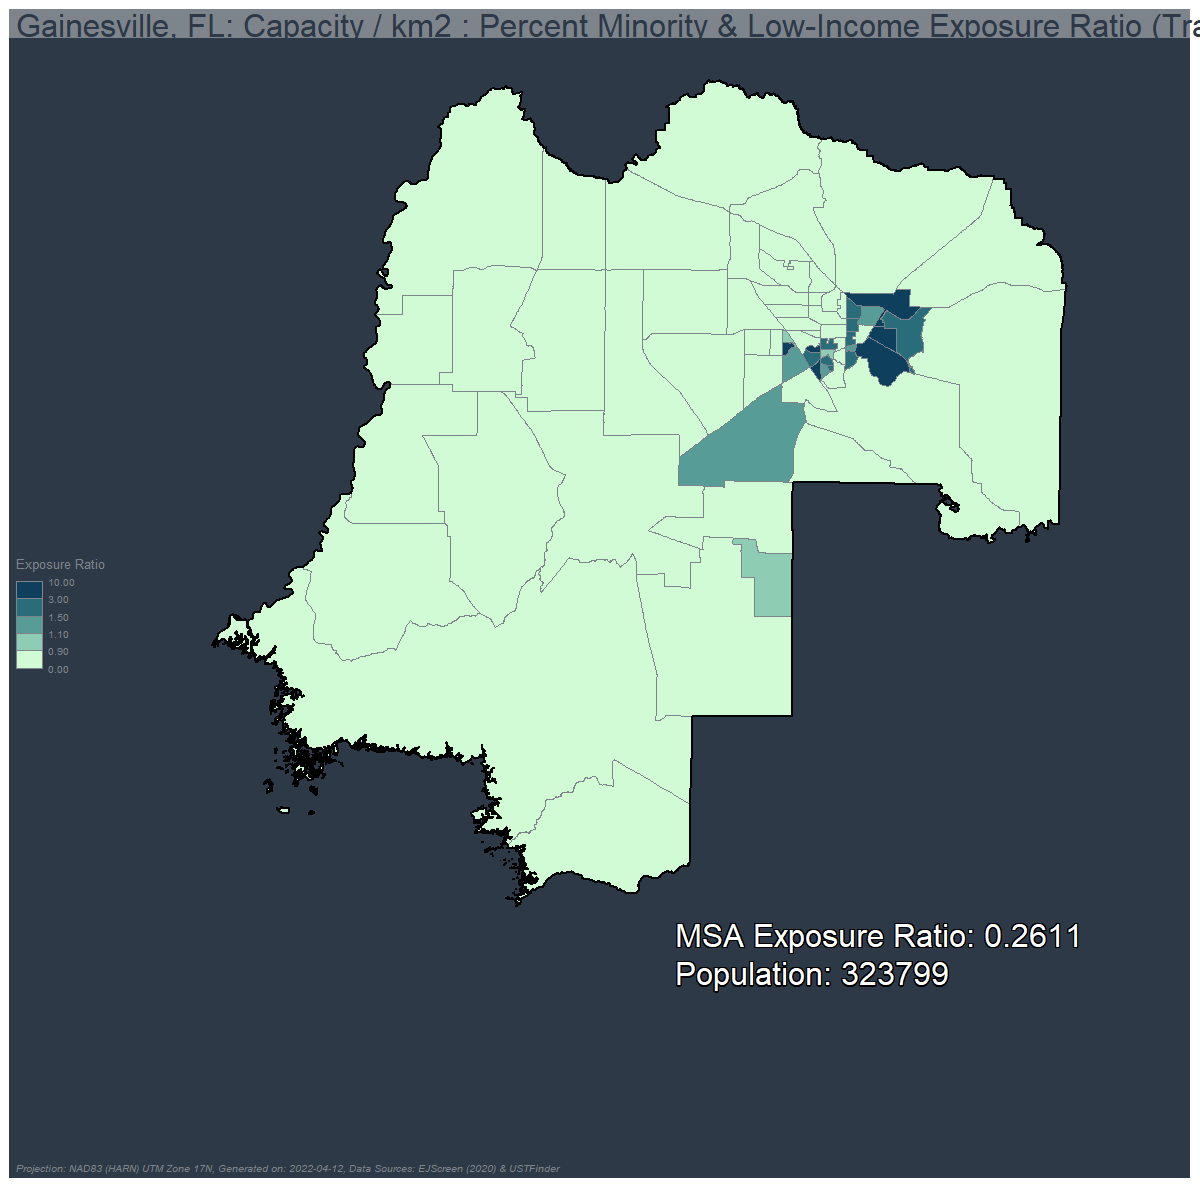 Gainesville, FL: Capacity / km2 : Percent Minority & Low-Income Exposure Ratio (Tra
Exposure Ratio
10.00
3.00
1.50
1.10
0.90
0.00
MSA Exposure Ratio: 0.2611
Population: 323799
Projection: NAD83 (HARN) UTM Zone 17N, Generated on: 2022-04-12, Data Sources: EJScreen (2020) & USTFinder